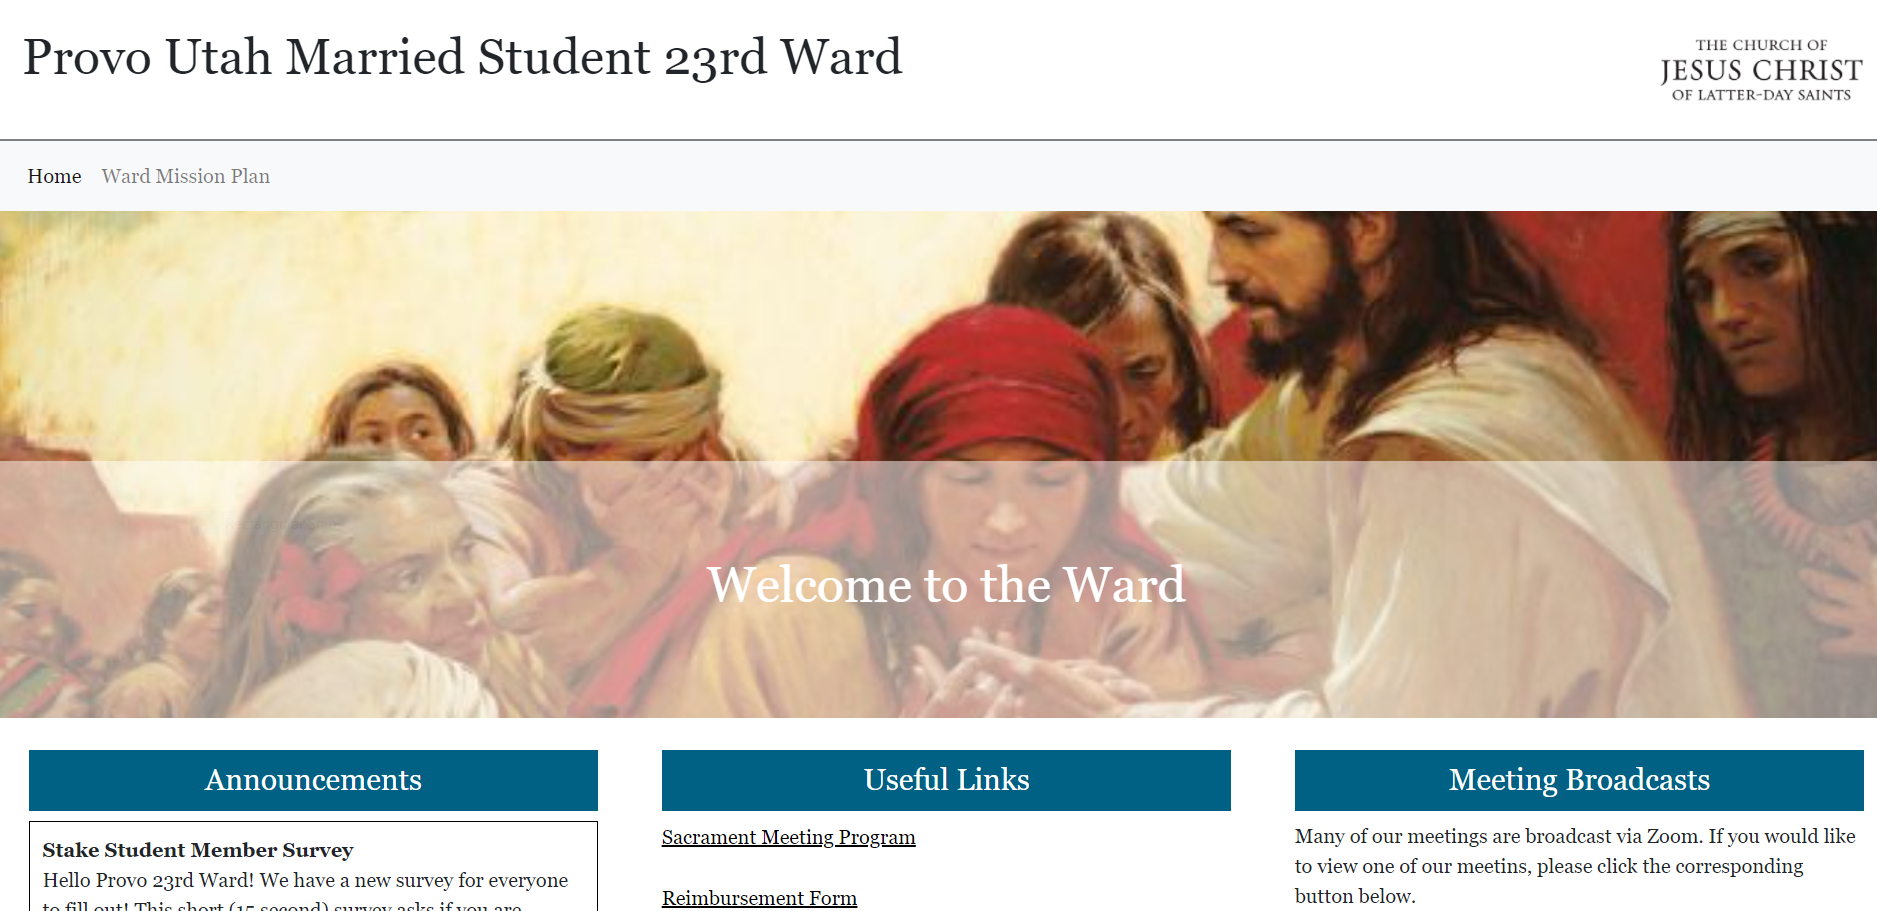 Provo Utah Married Student 23rd Ward
THE CHURCH OF
JESUS CHRIST
OF LATTER-DAY SAINTS
Home Ward Mission Plan
Welcome to the Ward
Announcements
Stake Student Member Survey
Hello Provo 23rd Ward! We have a new survey for everyone
to fill out! This short (15 second) survey asks if you are
Useful Links
Sacrament Meeting Program
Reimbursement Form
Meeting Broadcasts
Many of our meetings are broadcast via Zoom. If you would like
to view one of our meetins, please click the corresponding
button below.